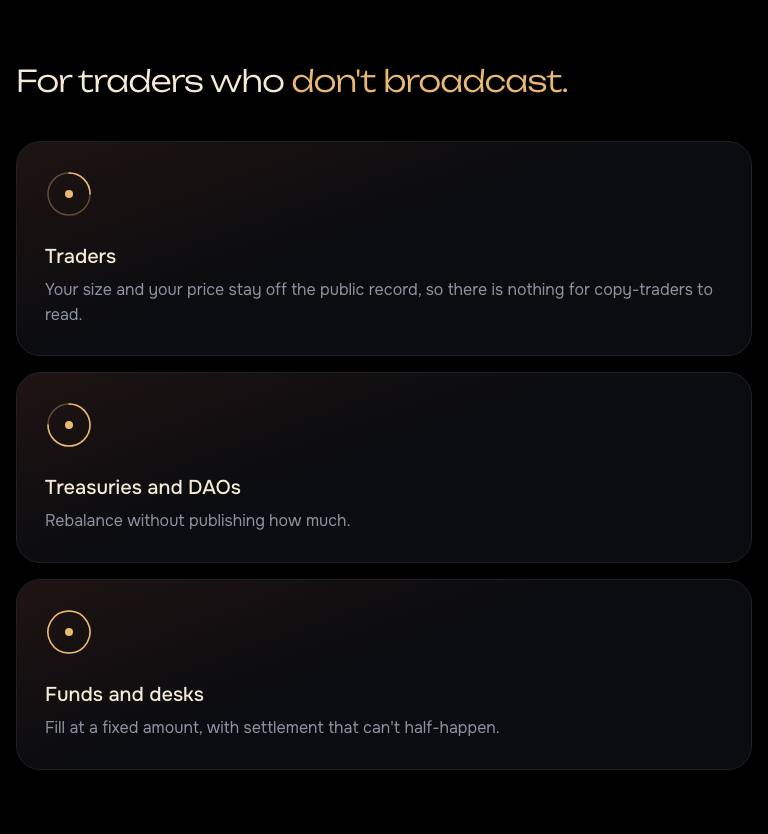 For traders who don't broadcast.
Traders
Your size and your price stay off the public record, so there is nothing for copy-traders to
read.
Treasuries and DAOs
Rebalance without publishing how much.
Funds and desks
Fill at a fixed amount, with settlement that can't half-happen.